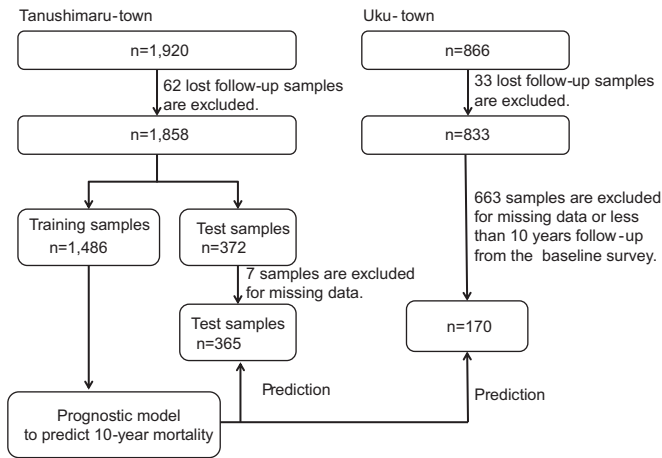 Tanushimaru-town
Uku-town
n=1,920
n=866
62 lost follow-up samples
are excluded.
33 lost follow-up samples
are excluded.
n=1,858
n=833
Training samples
n=1,486
Test samples
n=372
663 samples are excluded
for missing data or less
than 10 years follow-up
from the baseline survey.
7 samples are excluded
for missing data.
Test samples
n=365
n=170
Prediction
Prediction
Prognostic model
to predict 10-year mortality